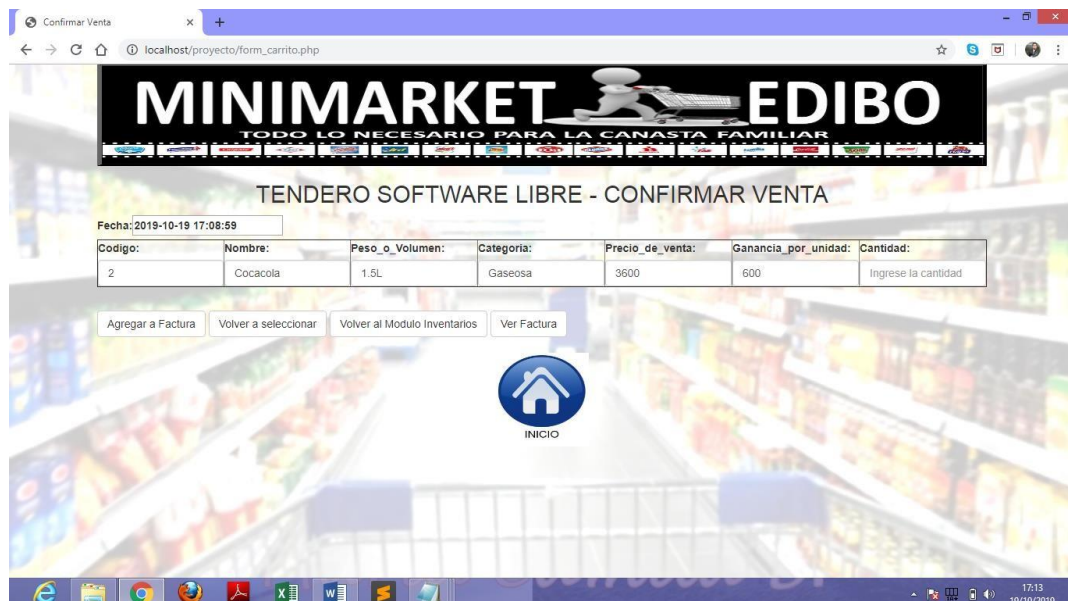 Confirmar Venta
localhost/proyecto/form_carrito.php
MINIMARKET EDIBO
TODO LO NECESARIO PARA LA CANASTA FAMILIAR
TENDERO SOFTWARE LIBRE - CONFIRMAR VENTA
Fecha: 2019-10-19 17:08:59
Codigo: Nombre: Peso_o_Volumen: Categoria: Precio_de_venta: Ganancia_por_unidad: Cantidad:
2 Cocacola 1.5L Gaseosa 3600 600 Ingrese la cantidad
Agregar a Factura Volver a seleccionar Volver al Modulo Inventarios Ver Factura
INICIO
17:13
19/10/2019